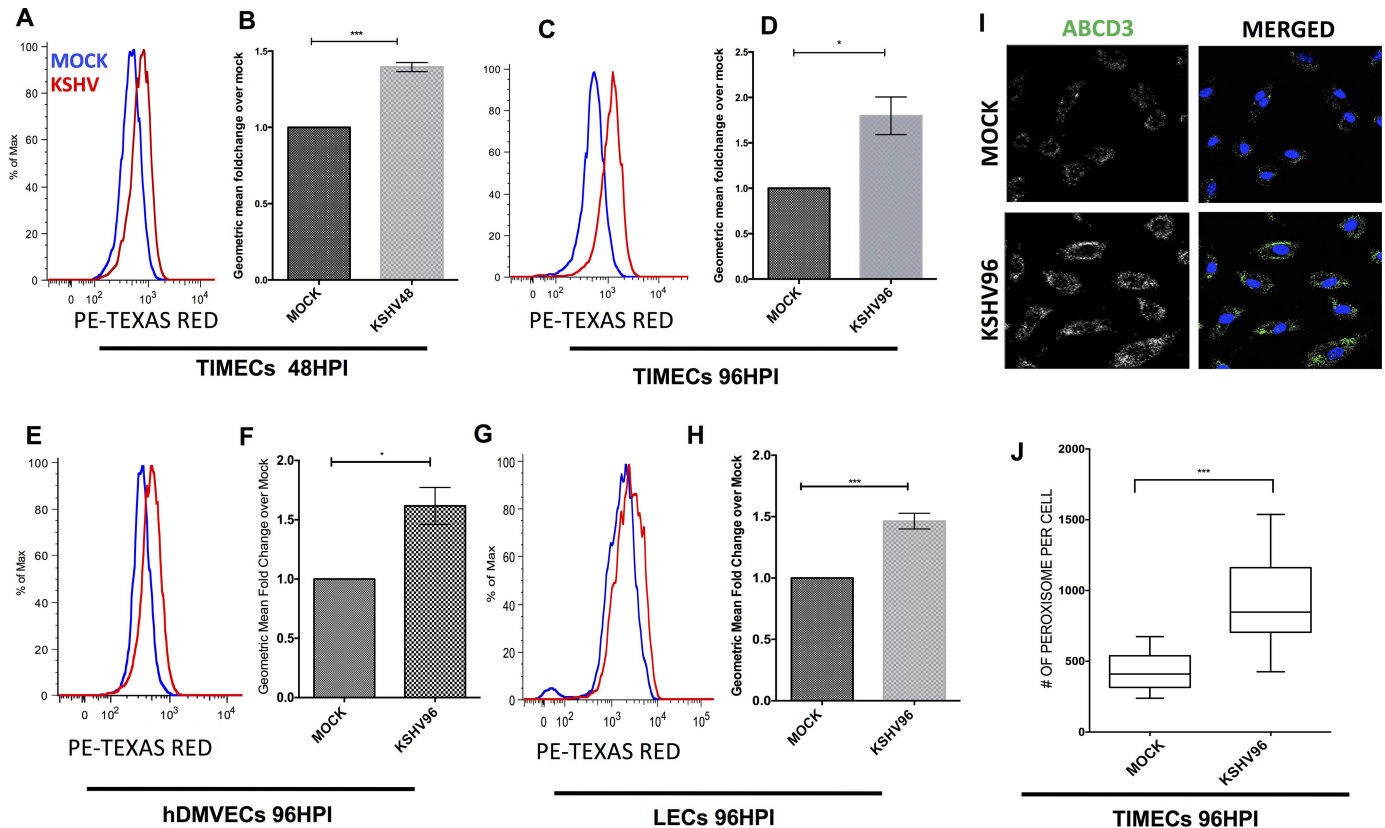 A
MOCK
KSHV
% of Max
100
80
60
40
20
0
0 10² 10³ 10⁴
PE-TEXAS RED
B
***
Geometric mean foldchange over mock
1.5
1.0
0.5
0.0
MOCK
KSHV48
TIMECs 48HPI
C
100
80
60
40
20
0
0 10² 10³ 10⁴
PE-TEXAS RED
D
*
Geometric mean foldchange over mock
2.5
2.0
1.5
1.0
0.5
0.0
MOCK
KSHV96
TIMECs 96HPI
I
ABCD3
MERGED
MOCK
KSHV96
E
% of Max
100
80
60
40
20
0
0 10² 10³ 10⁴
PE-TEXAS RED
F
*
Geometric Mean Fold Change over Mock
2.0
1.5
1.0
0.5
0.0
MOCK
KSHV96
hDMVECs 96HPI
G
% of Max
100
80
60
40
20
0
0 10² 10³ 10⁴ 10⁵
PE-TEXAS RED
H
***
Geometric Mean Fold Change over Mock
2.0
1.5
1.0
0.5
0.0
MOCK
KSHV96
LECs 96HPI
J
***
# OF PEROXISOME PER CELL
2000
1500
1000
500
0
MOCK
KSHV96
TIMECs 96HPI